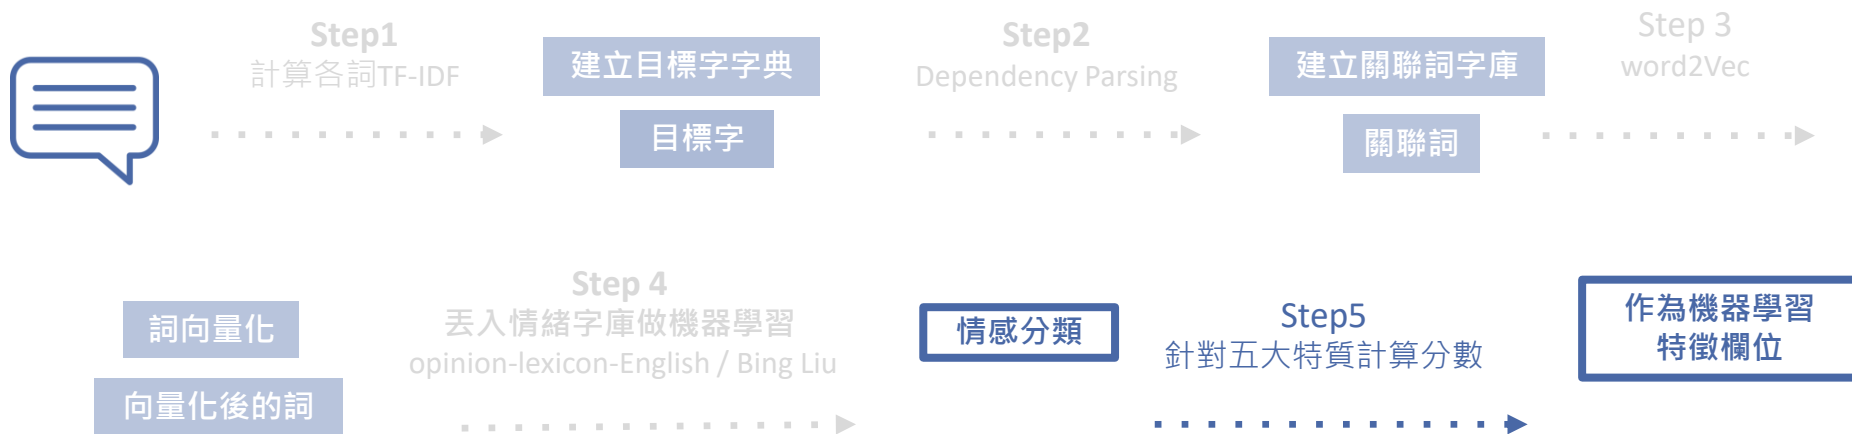 Step1
計算各詞TF-IDF
建立目標字字典
目標字
Step2
Dependency Parsing
建立關聯詞字庫
關聯詞
Step 3
word2Vec
詞向量化
向量化後的詞
Step 4
丟入情緒字庫做機器學習
opinion-lexicon-English / Bing Liu
情感分類
Step5
針對五大特質計算分數
作為機器學習
特徵欄位